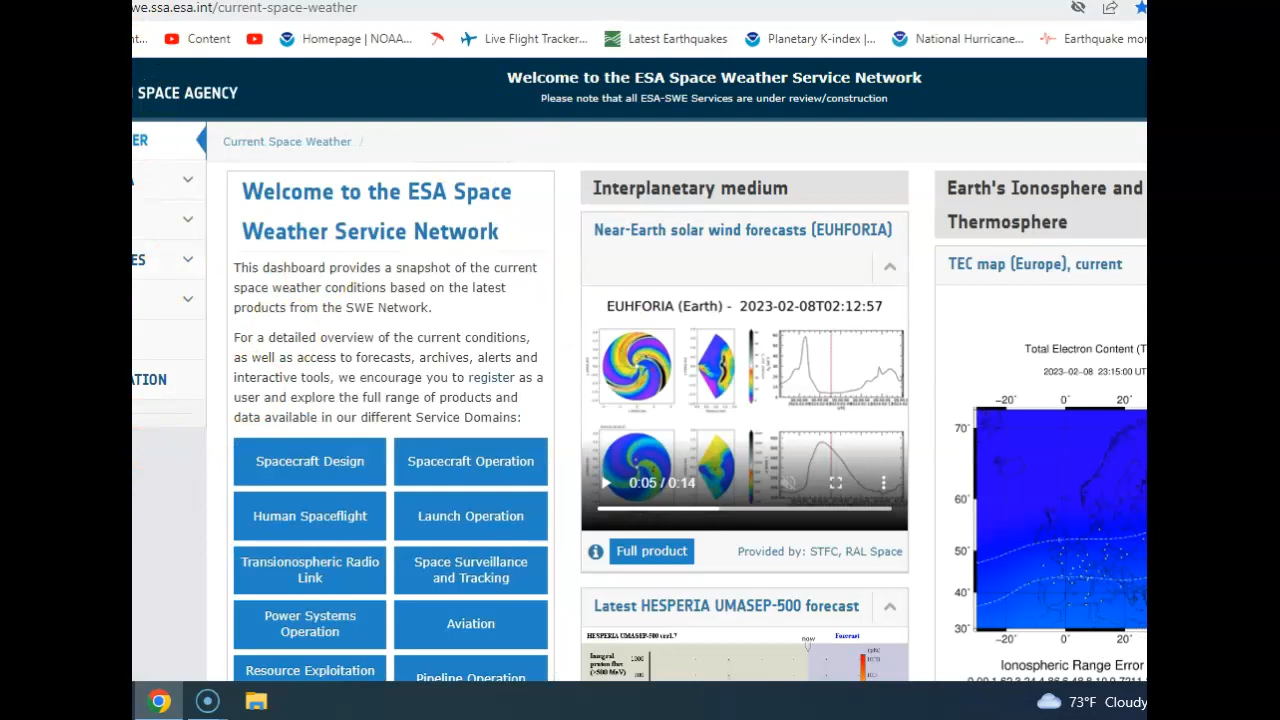 we.ssa.esa.int/current-space-weather
nt...
Content
Homepage | NOAA...
Live Flight Tracker...
Latest Earthquakes
Planetary K-index |...
National Hurricane...
Earthquake mor
SPACE AGENCY
Welcome to the ESA Space Weather Service Network
Please note that all ESA-SWE Services are under review/construction
ER
A
ES
ATION
Current Space Weather /
Welcome to the ESA Space
Weather Service Network
This dashboard provides a snapshot of the current
space weather conditions based on the latest
products from the SWE Network.
For a detailed overview of the current conditions,
as well as access to forecasts, archives, alerts and
interactive tools, we encourage you to register as a
user and explore the full range of products and
data available in our different Service Domains:
Spacecraft Design
Spacecraft Operation
Human Spaceflight
Launch Operation
Transionospheric Radio
Link
Space Surveillance
and Tracking
Power Systems
Operation
Aviation
Resource Exploitation
Pipeline Operation
Interplanetary medium
Near-Earth solar wind forecasts (EUHFORIA)
EUHFORIA (Earth) - 2023-02-08T02:12:57
0:05 / 0:14
Full product
Provided by: STFC, RAL Space
Latest HESPERIA UMASEP-500 forecast
HESPERIA UMASEP-500 ver1.7
now
Forecast
Integral
proton flux
(>500 MeV)
1000
Earth's Ionosphere and
Thermosphere
TEC map (Europe), current
Total Electron Content (T
2023-02-08 23:15:00 UT
−20° 0° 20°
70°
60°
50°
40°
30°
−20° 0° 20°
Ionospheric Range Error
73°F Cloudy